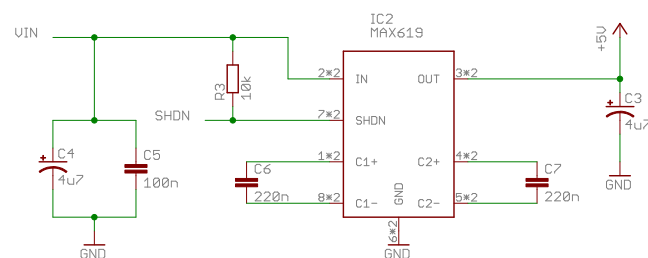 IC2
MAX619
VIN
+5V
R3
10k
2*2
IN
OUT
3*2
SHDN
7*2
SHDN
C3
4u7
GND
C4
4u7
C5
100n
GND
C6
220n
1*2
C1+
C2+
4*2
C7
220n
8*2
C1-
GND
C2-
5*2
6*2
GND